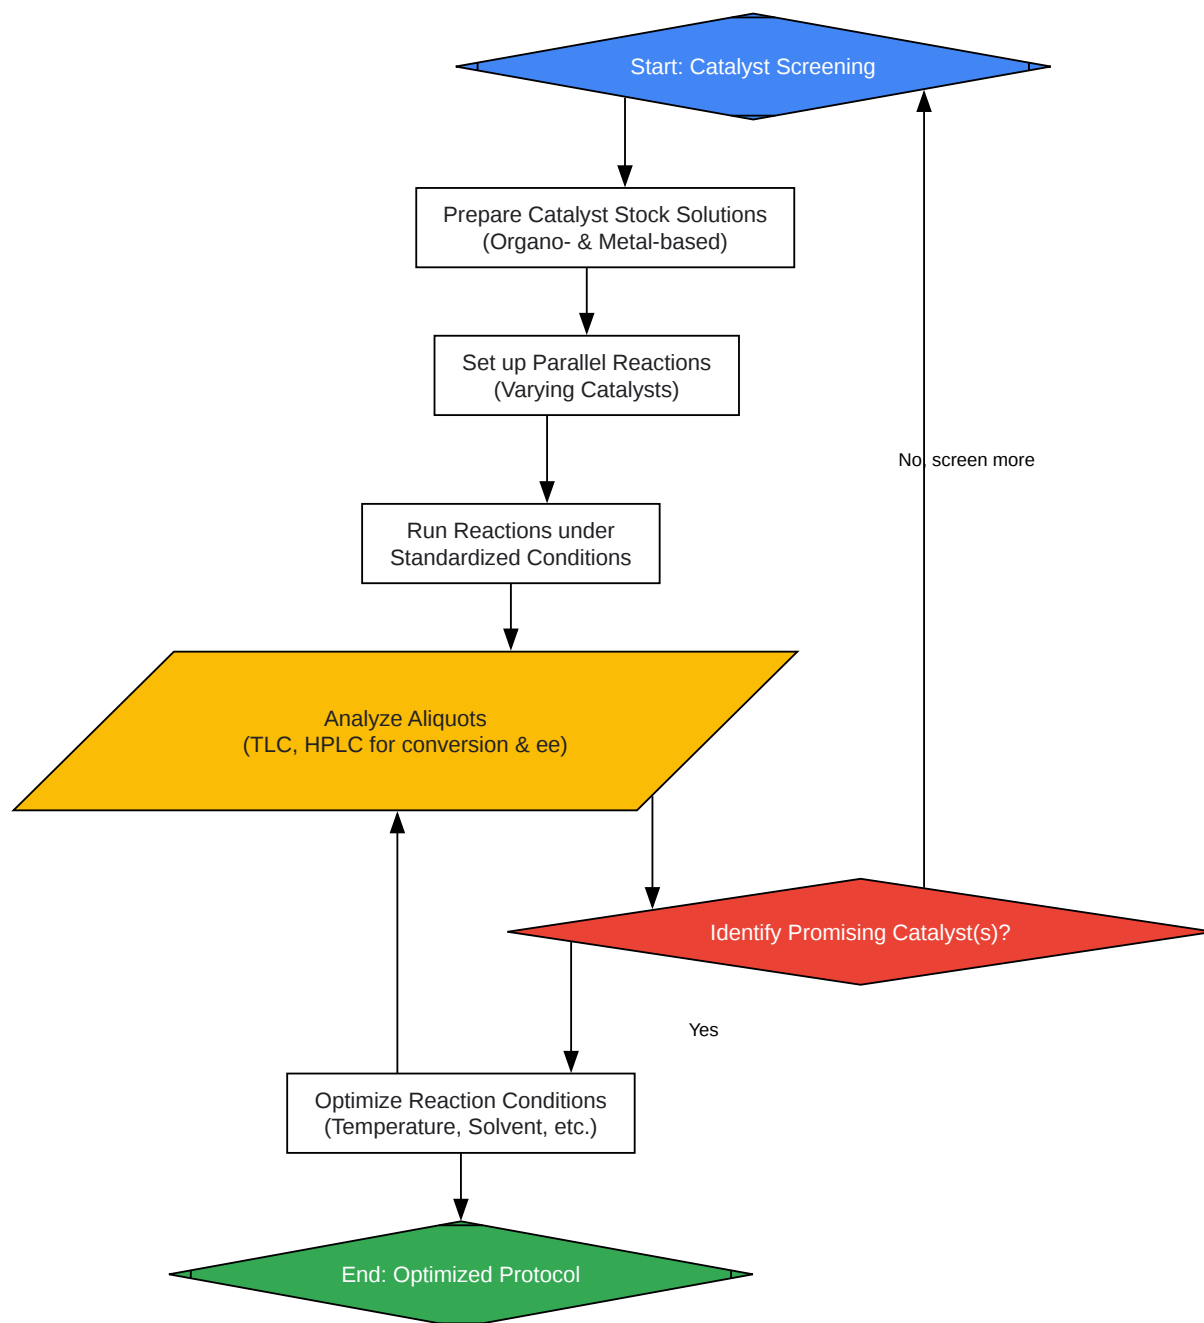 Start: Catalyst Screening
Prepare Catalyst Stock Solutions
(Organo- & Metal-based)
Set up Parallel Reactions
(Varying Catalysts)
No, screen more
Run Reactions under
Standardized Conditions
Analyze Aliquots
(TLC, HPLC for conversion & ee)
Identify Promising Catalyst(s)?
Yes
Optimize Reaction Conditions
(Temperature, Solvent, etc.)
End: Optimized Protocol